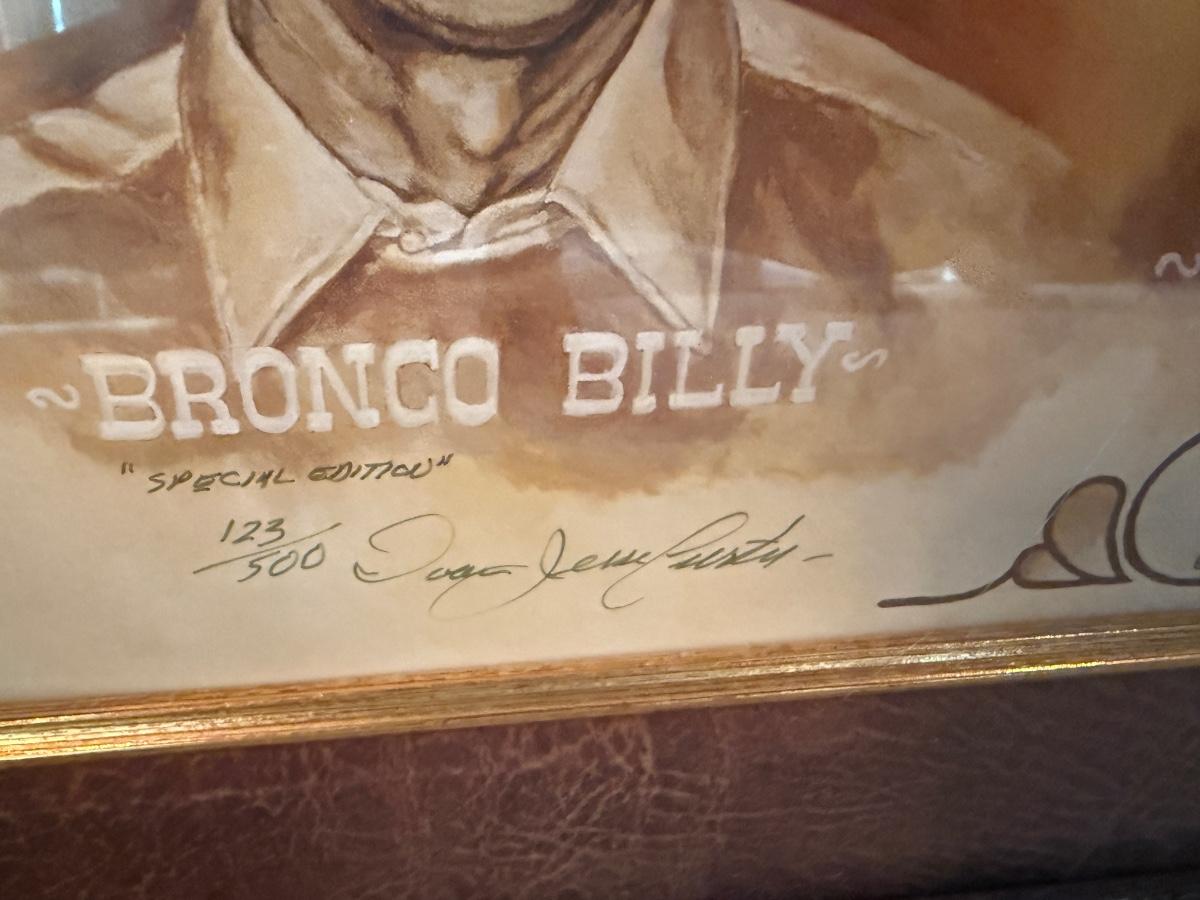 BRONCO BILLY
"SPECIAL EDITION"
123/500